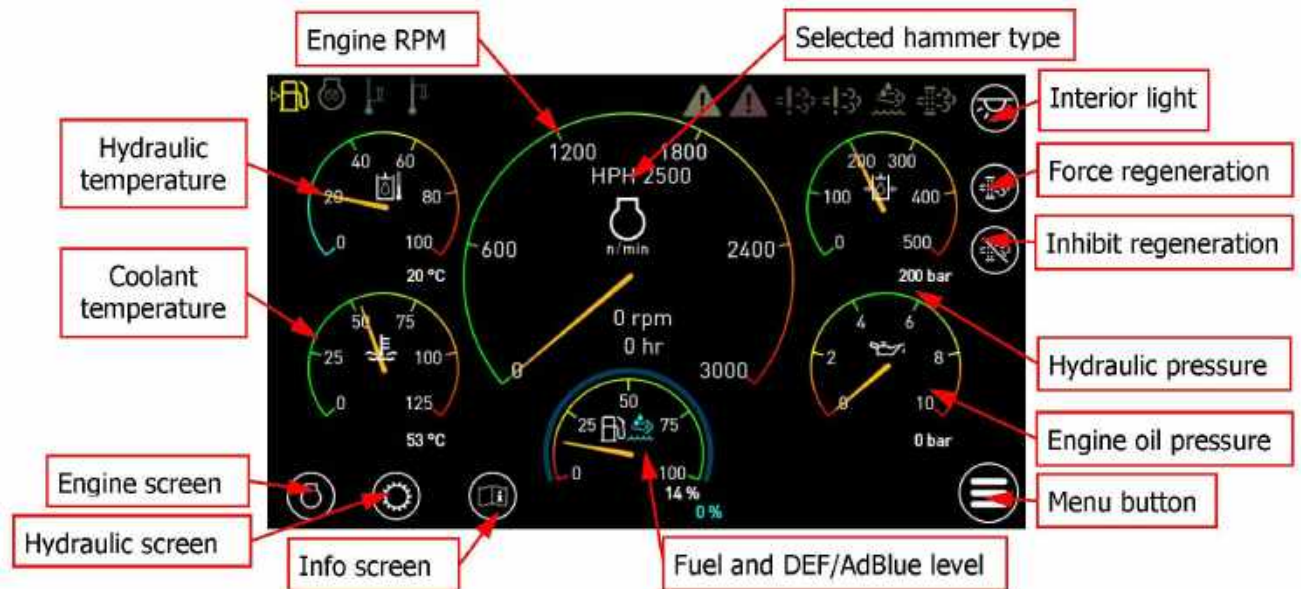 Engine RPM
Selected hammer type
Interior light
Hydraulic
temperature
Force regeneration
Inhibit regeneration
Coolant
temperature
Hydraulic pressure
Engine oil pressure
Engine screen
Menu button
Hydraulic screen
Info screen
Fuel and DEF/AdBlue level
0
20
40
60
80
100
20 °C
0
25
50
75
100
125
53 °C
0
600
1200
1800
2400
3000
HPH 2500
n/min
0 rpm
0 hr
0
25
50
75
100
14 %
0 %
0
100
200
300
400
500
200 bar
0
2
4
6
8
10
0 bar